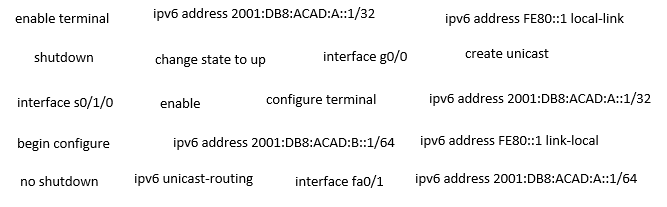 enable terminal ipv6 address 2001:DB8:ACAD:A::1/32 ipv6 address FE80::1 local-link
shutdown change state to up interface g0/0 create unicast
interface s0/1/0 enable configure terminal ipv6 address 2001:DB8:ACAD:A::1/32
begin configure ipv6 address 2001:DB8:ACAD:B::1/64 ipv6 address FE80::1 link-local
no shutdown ipv6 unicast-routing interface fa0/1 ipv6 address 2001:DB8:ACAD:A::1/64